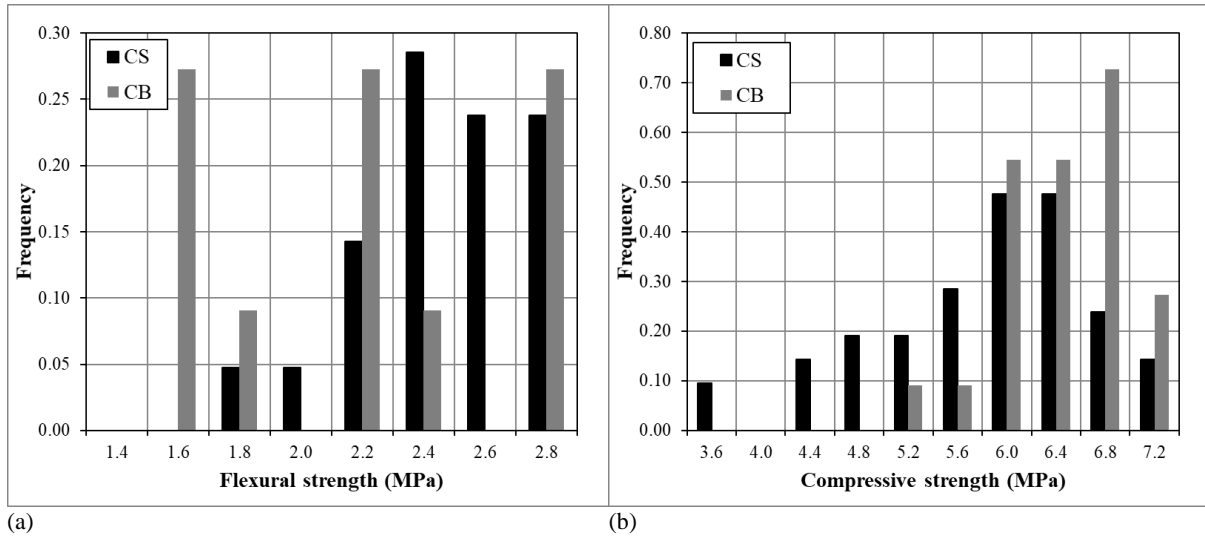 0.30
0.25
0.20
0.15
0.10
0.05
0.00
Frequency
CS
CB
1.4 1.6 1.8 2.0 2.2 2.4 2.6 2.8
Flexural strength (MPa)
(a)
0.80
0.70
0.60
0.50
0.40
0.30
0.20
0.10
0.00
Frequency
CS
CB
3.6 4.0 4.4 4.8 5.2 5.6 6.0 6.4 6.8 7.2
Compressive strength (MPa)
(b)